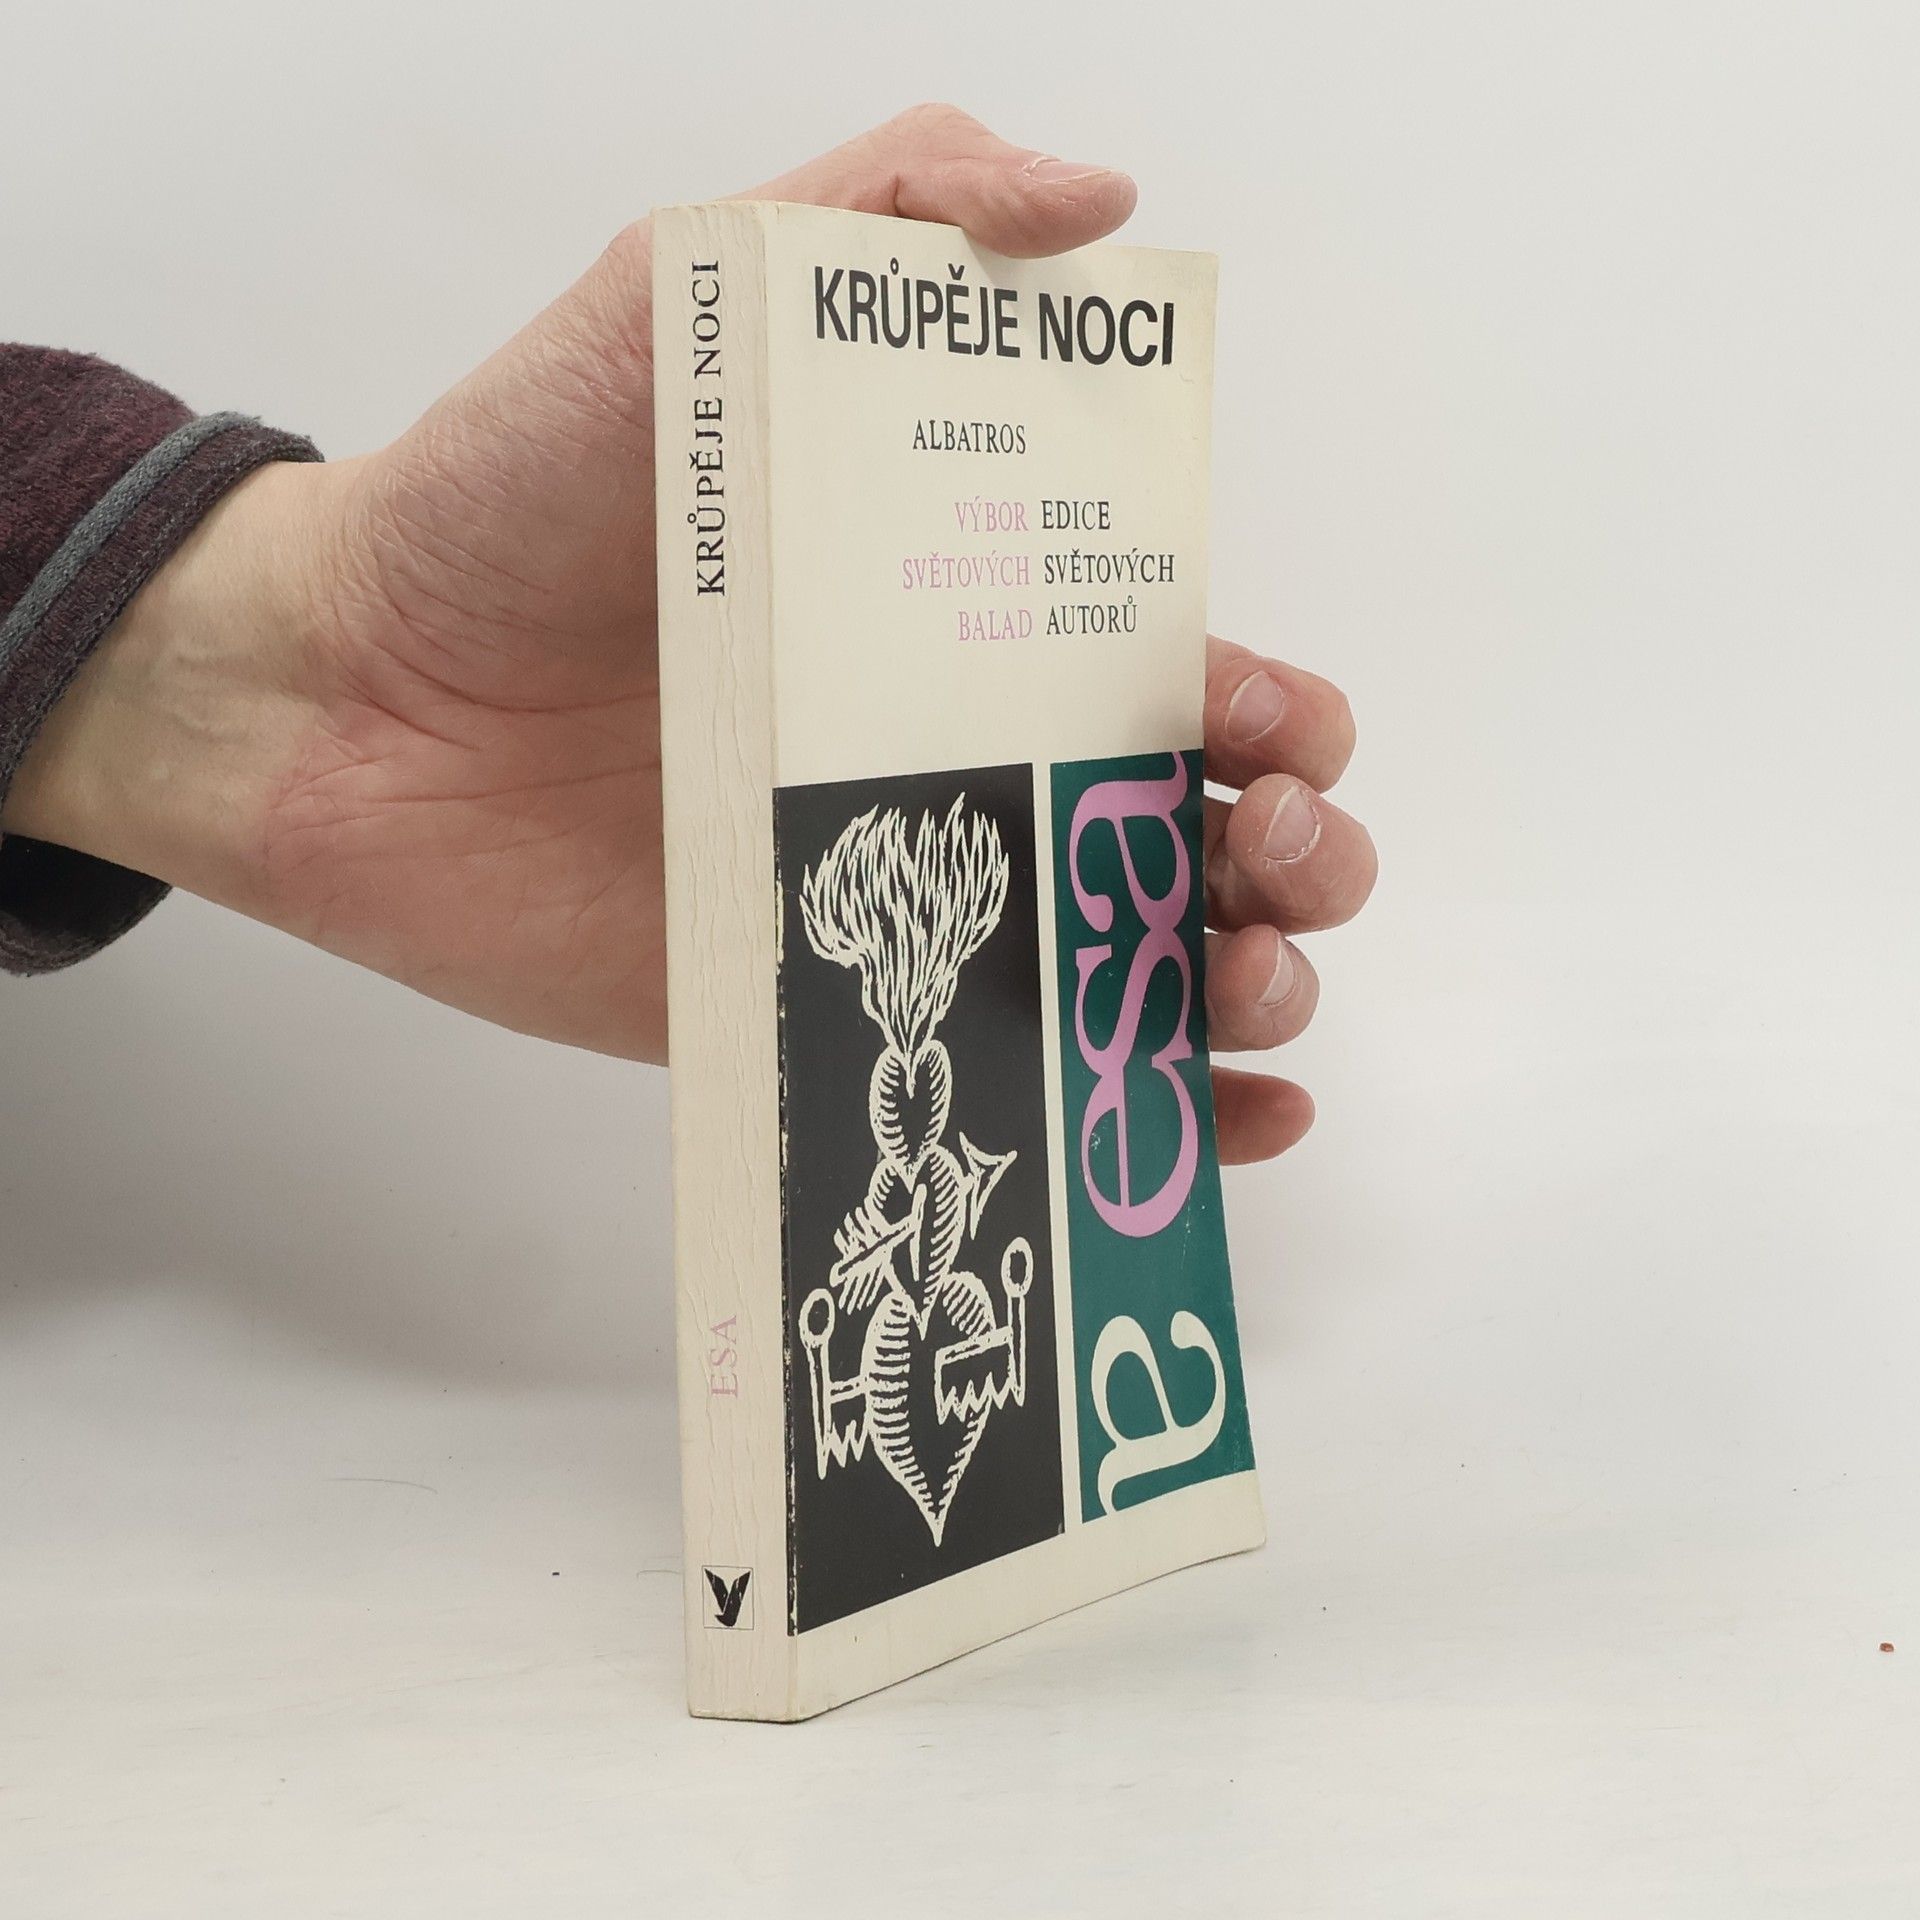 KRŮPĚJE NOCI
ESA
KRŮPĚJE NOCI
ALBATROS
VÝBOR EDICE
SVĚTOVÝCH SVĚTOVÝCH
BALAD AUTORŮ
esa